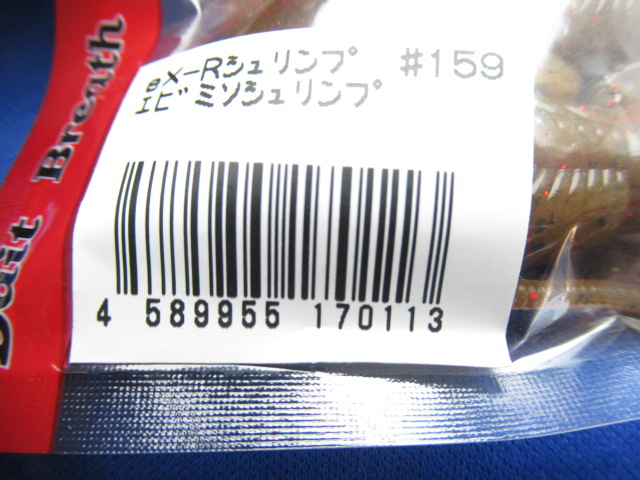 Bait Breath
eX-Rシュリンプ #159
エビミソシュリンプ
4 589955 170113